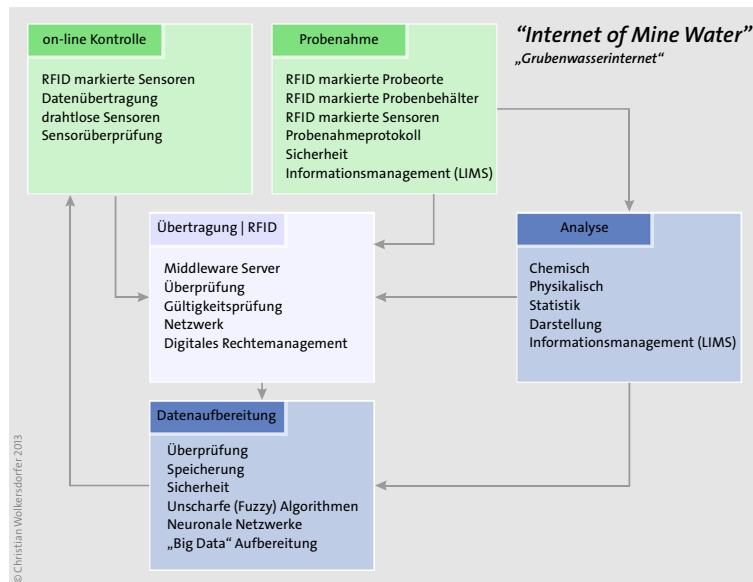 “Internet of Mine Water”
„Grubenwasserinternet“
on-line Kontrolle
RFID markierte Sensoren
Datenübertragung
drahtlose Sensoren
Sensorüberprüfung
Probenahme
RFID markierte Probeorte
RFID markierte Probenbehälter
RFID markierte Sensoren
Probenahmeprotokoll
Sicherheit
Informationsmanagement (LIMS)
Übertragung | RFID
Middleware Server
Überprüfung
Gültigkeitsprüfung
Netzwerk
Digitales Rechtemanagement
Analyse
Chemisch
Physikalisch
Statistik
Darstellung
Informationsmanagement (LIMS)
Datenaufbereitung
Überprüfung
Speicherung
Sicherheit
Unscharfe (Fuzzy) Algorithmen
Neuronale Netzwerke
„Big Data“ Aufbereitung
© Christian Wolkersdorfer 2013